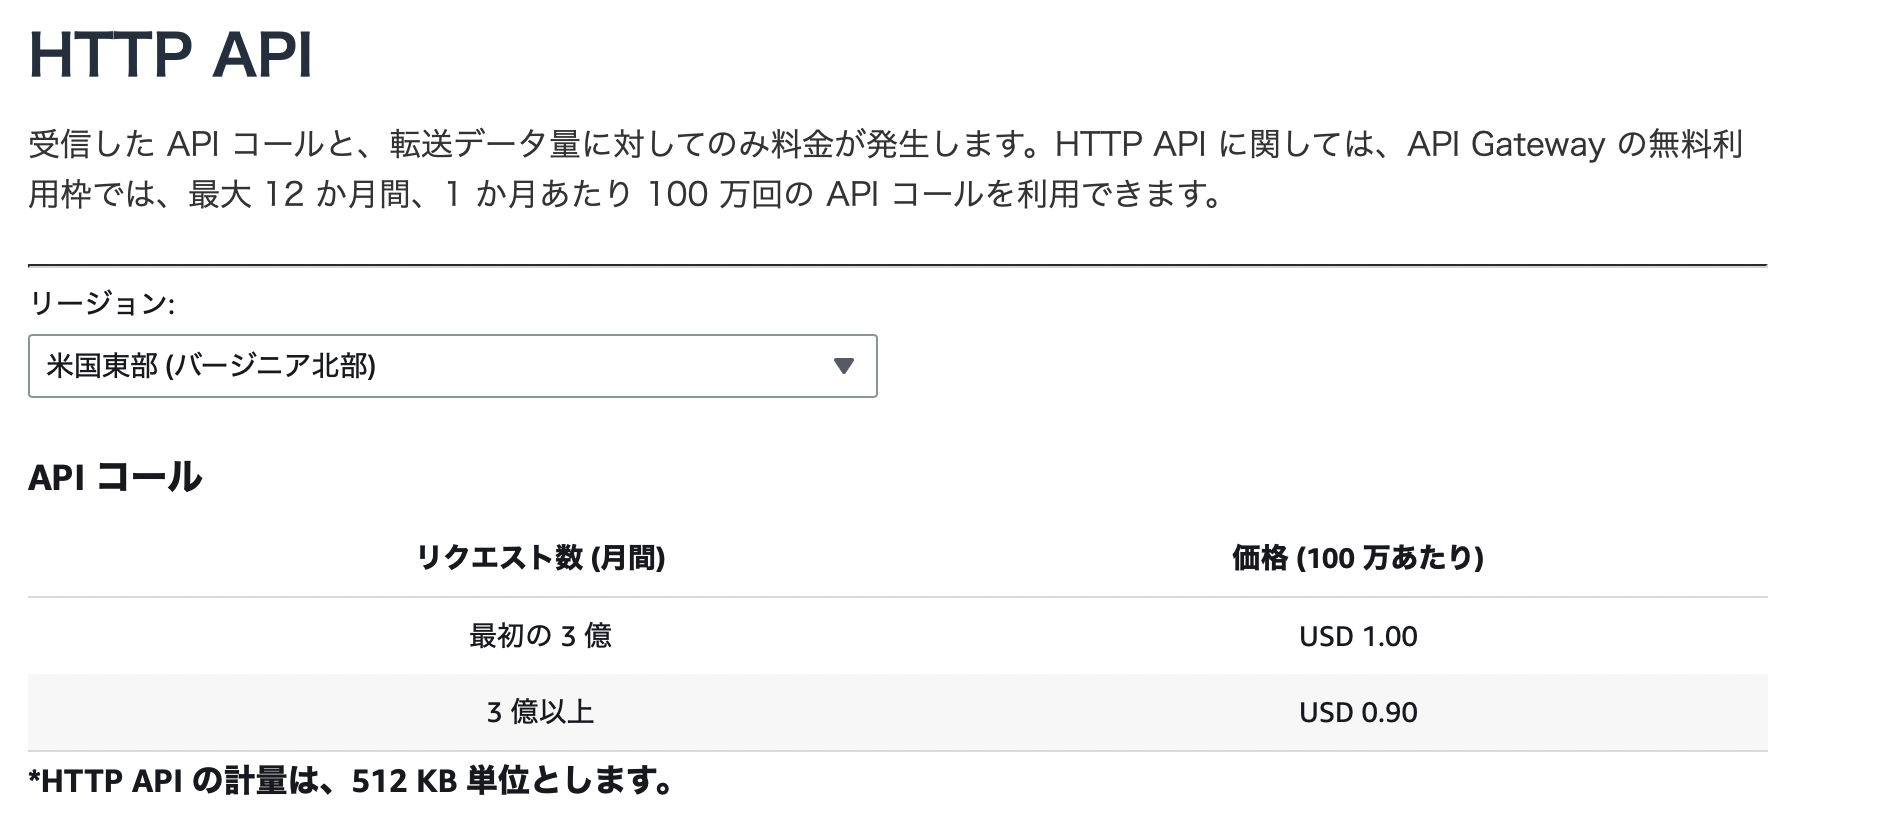 HTTP API
受信した API コールと、転送データ量に対してのみ料金が発生します。HTTP API に関しては、API Gateway の無料利
用枠では、最大 12 か月間、1 か月あたり 100 万回の API コールを利用できます。
リージョン:
米国東部 (バージニア北部)
API コール
リクエスト数 (月間) 価格 (100 万あたり)
最初の 3 億 USD 1.00
3 億以上 USD 0.90
*HTTP API の計量は、512 KB 単位とします。